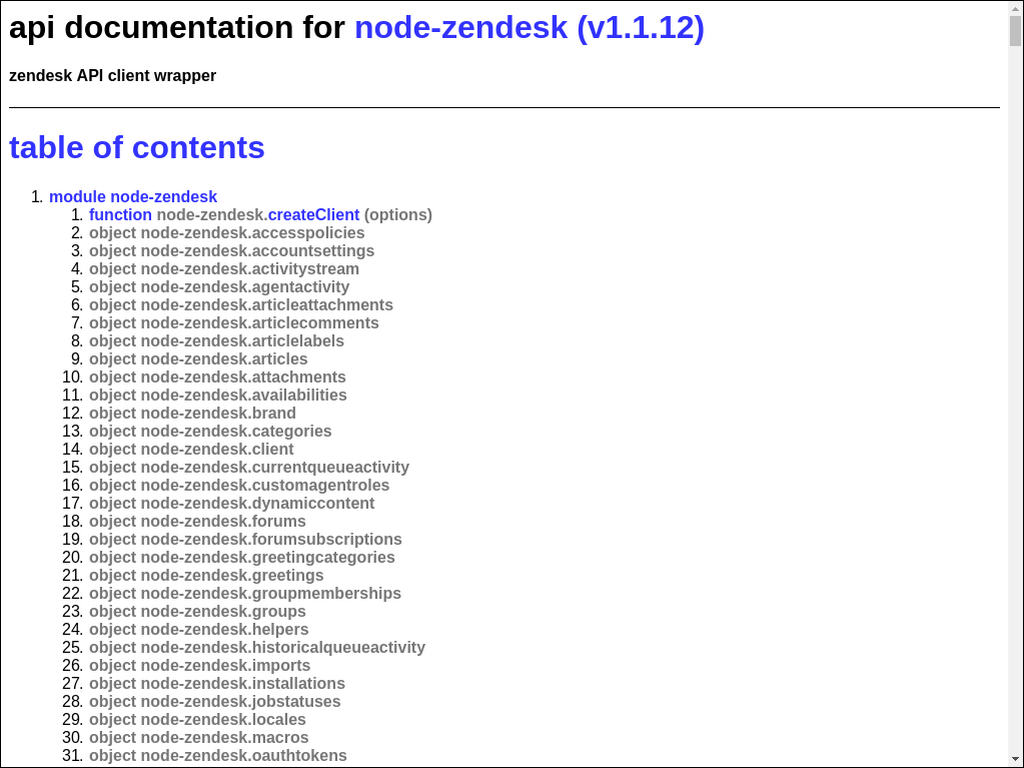 api documentation for node-zendesk (v1.1.12)
zendesk API client wrapper
table of contents
1. module node-zendesk
1. function node-zendesk.createClient (options)
2. object node-zendesk.accesspolicies
3. object node-zendesk.accountsettings
4. object node-zendesk.activitystream
5. object node-zendesk.agentactivity
6. object node-zendesk.articleattachments
7. object node-zendesk.articlecomments
8. object node-zendesk.articlelabels
9. object node-zendesk.articles
10. object node-zendesk.attachments
11. object node-zendesk.availabilities
12. object node-zendesk.brand
13. object node-zendesk.categories
14. object node-zendesk.client
15. object node-zendesk.currentqueueactivity
16. object node-zendesk.customagentroles
17. object node-zendesk.dynamiccontent
18. object node-zendesk.forums
19. object node-zendesk.forumsubscriptions
20. object node-zendesk.greetingcategories
21. object node-zendesk.greetings
22. object node-zendesk.groupmemberships
23. object node-zendesk.groups
24. object node-zendesk.helpers
25. object node-zendesk.historicalqueueactivity
26. object node-zendesk.imports
27. object node-zendesk.installations
28. object node-zendesk.jobstatuses
29. object node-zendesk.locales
30. object node-zendesk.macros
31. object node-zendesk.oauthtokens